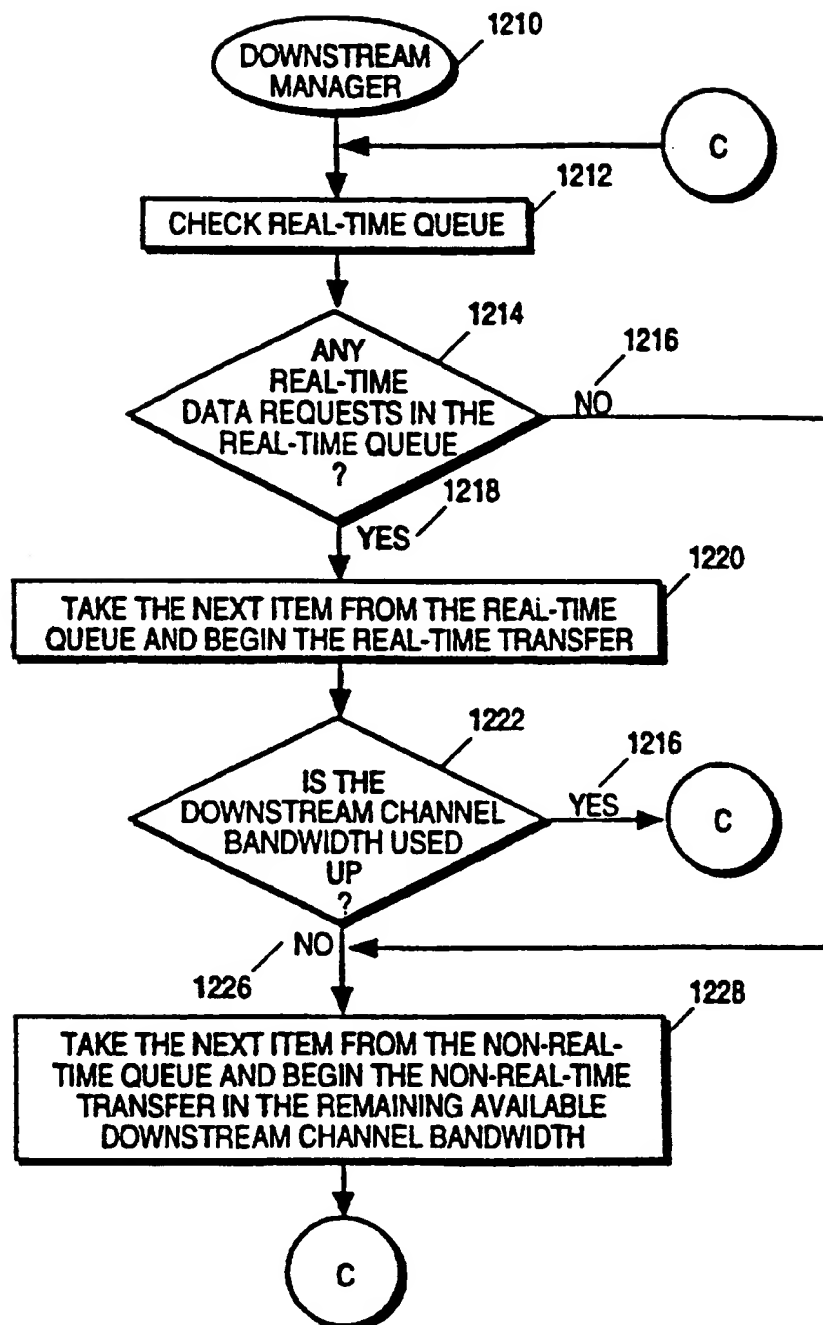 1210
DOWNSTREAM
MANAGER
C
1212
CHECK REAL-TIME QUEUE
1214
ANY
REAL-TIME
DATA REQUESTS IN THE
REAL-TIME QUEUE
?
1216
NO
1218
YES
1220
TAKE THE NEXT ITEM FROM THE REAL-TIME
QUEUE AND BEGIN THE REAL-TIME TRANSFER
1222
IS THE
DOWNSTREAM CHANNEL
BANDWIDTH USED
UP
?
1216
YES
C
NO
1226
1228
TAKE THE NEXT ITEM FROM THE NON-REAL-
TIME QUEUE AND BEGIN THE NON-REAL-TIME
TRANSFER IN THE REMAINING AVAILABLE
DOWNSTREAM CHANNEL BANDWIDTH
C